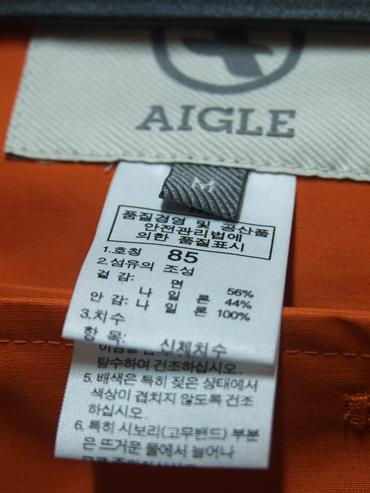 AIGLE
M
품질경영 및 공산품
안전관리법에
의한 품질표시
1.호칭 85
2.섬유의 조성
겉 감: 면 56%
나 일 론 44%
안 감: 나 일 론 100%
3.치수
항 목: 신체치수
탈수하여 건조하십시오.
5. 배색은 특히 젖은 상태에서
색상이 겹치지 않도록 건조
하십시오.
6. 특히 시보리(고무밴드) 부분
은 뜨거운 물에서 늘어나